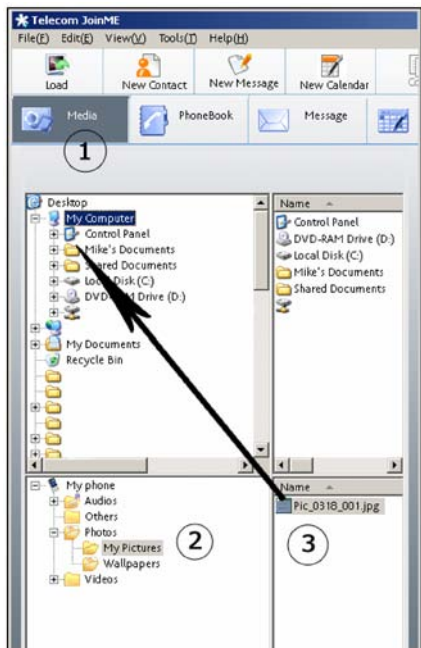 Telecom JoinME
File(F) Edit(E) View(V) Tools(T) Help(H)
Load New Contact New Message New Calendar
Media PhoneBook Message
1
Desktop
My Computer
Control Panel
Mike's Documents
Shared Documents
Local Disk (C:)
DVD-RAM Drive (D:)
My Documents
Recycle Bin
Name
Control Panel
DVD-RAM Drive (D:)
Local Disk (C:)
Mike's Documents
Shared Documents
My phone
Audios
Others
Photos
My Pictures
Wallpapers
Videos
2
Name
Pic_0318_001.jpg
3